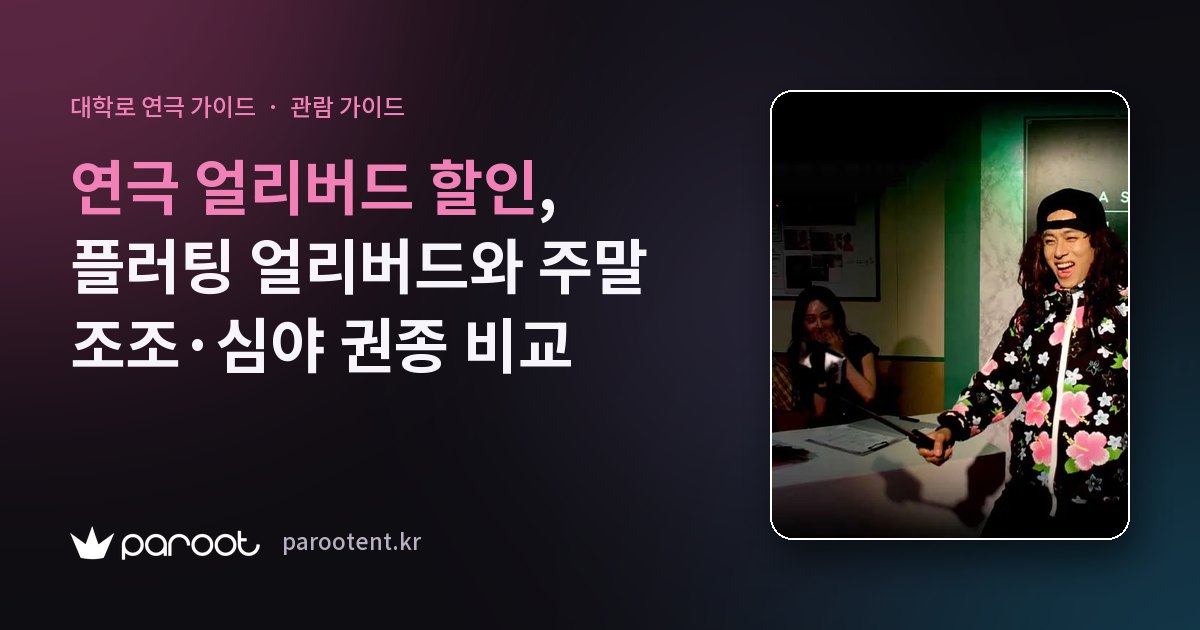 대학로 연극 가이드 · 관람 가이드
연극 얼리버드 할인,
플러팅 얼리버드와 주말
조조·심야 권종 비교
paroot parootent.kr
A S